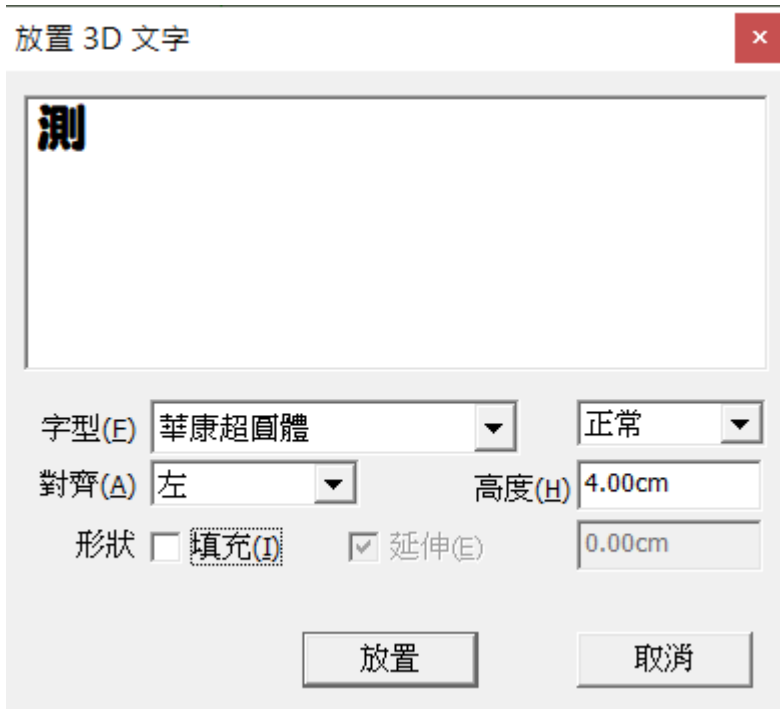 放置 3D 文字
測
字型(F) 華康超圓體 正常
對齊(A) 左 高度(H) 4.00cm
形狀 填充(I) 延伸(E) 0.00cm
放置 取消